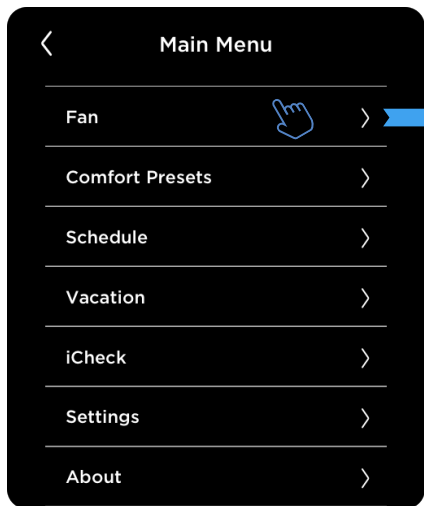 Main Menu
Fan
Comfort Presets
Schedule
Vacation
iCheck
Settings
About